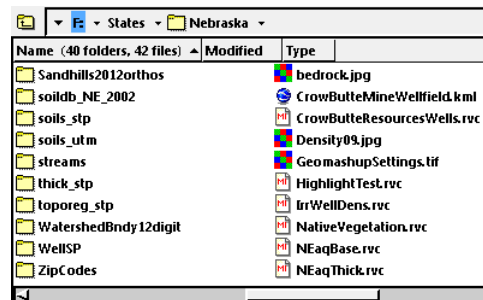 F: States Nebraska
Name (40 folders, 42 files) Modified Type
Sandhills2012orthos bedrock.jpg
soildb_NE_2002 CrowButteMineWellfield.kml
soils_stp CrowButteResourcesWells.rvc
soils_utm Density09.jpg
streams GeomashupSettings.tif
thick_stp HighlightTest.rvc
toporeg_stp IrrWellDens.rvc
WatershedBndy12digit NativeVegetation.rvc
WellSP NEaqBase.rvc
ZipCodes NEaqThick.rvc